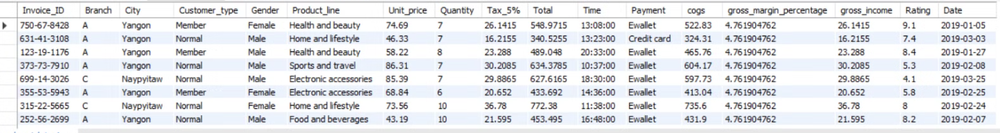 Invoice_ID Branch City Customer_type Gender Product_line Unit_price Quantity Tax_5% Total Time Payment cogs gross_margin_percentage gross_income Rating Date
750-67-8428 A Yangon Member Female Health and beauty 74.69 7 26.1415 548.9715 13:08:00 Ewallet 522.83 4.761904762 26.1415 9.1 2019-01-05
631-41-3108 A Yangon Normal Male Home and lifestyle 46.33 7 16.2155 340.5255 13:23:00 Credit card 324.31 4.761904762 16.2155 7.4 2019-03-03
123-19-1176 A Yangon Member Male Health and beauty 58.22 8 23.288 489.048 20:33:00 Ewallet 465.76 4.761904762 23.288 8.4 2019-01-27
373-73-7910 A Yangon Normal Male Sports and travel 86.31 7 30.2085 634.3785 10:37:00 Ewallet 604.17 4.761904762 30.2085 5.3 2019-02-08
699-14-3026 C Naypyitaw Normal Male Electronic accessories 85.39 7 29.8865 627.6165 18:30:00 Ewallet 597.73 4.761904762 29.8865 4.1 2019-03-25
355-53-5943 A Yangon Member Female Electronic accessories 68.84 6 20.652 433.692 14:36:00 Ewallet 413.04 4.761904762 20.652 5.8 2019-02-25
315-22-5665 C Naypyitaw Normal Female Home and lifestyle 73.56 10 36.78 772.38 11:38:00 Ewallet 735.6 4.761904762 36.78 8 2019-02-24
252-56-2699 A Yangon Normal Male Food and beverages 43.19 10 21.595 453.495 16:48:00 Ewallet 431.9 4.761904762 21.595 8.2 2019-02-07